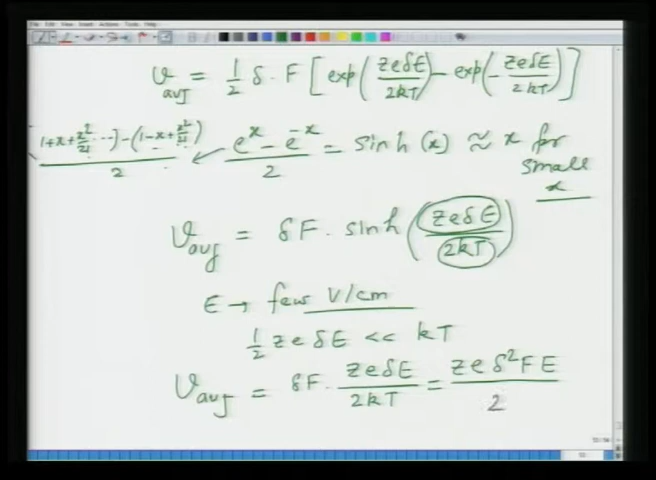 v_avg = 1/2 δ · F [exp(zeδE/2kT) - exp(-zeδE/2kT)]
(1+x+x²/2! ...) - (1-x+x²/2!) / 2 ← e^x - e^-x / 2 = sinh(x) ≈ x for
small
x
v_avg = δF · sinh (zeδE/2kT)
E → few V/cm
1/2 zeδE << kT
v_avg = δF · zeδE/2kT = zeδ²FE/2